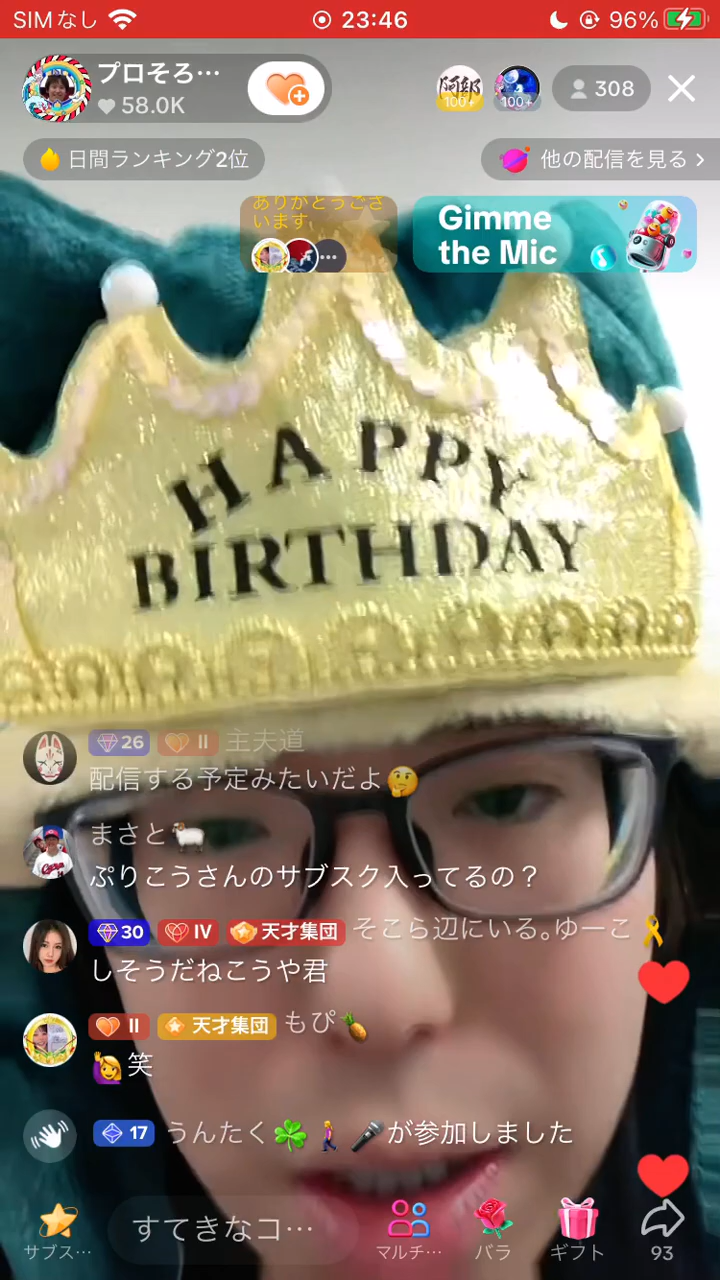 SIMなし 23:46 96%
プロそろ… 58.0K
100+ 100+ 308
日間ランキング2位 他の配信を見る
ありがとうござ
います
Gimme
the Mic
HAPPY
BIRTHDAY
26 II 主夫道
配信する予定みたいだよ🤔
まさと🐏
ぷりこうさんのサブスク入ってるの？
30 IV 天才集団 そこら辺にいる。ゆーこ🎗
しそうだねこうや君
II 天才集団 もぴ🍍
🙋笑
17 うんたく☘️🚶‍♀️🎤が参加しました
すてきなコ…
サブス… マルチ… バラ ギフト 93